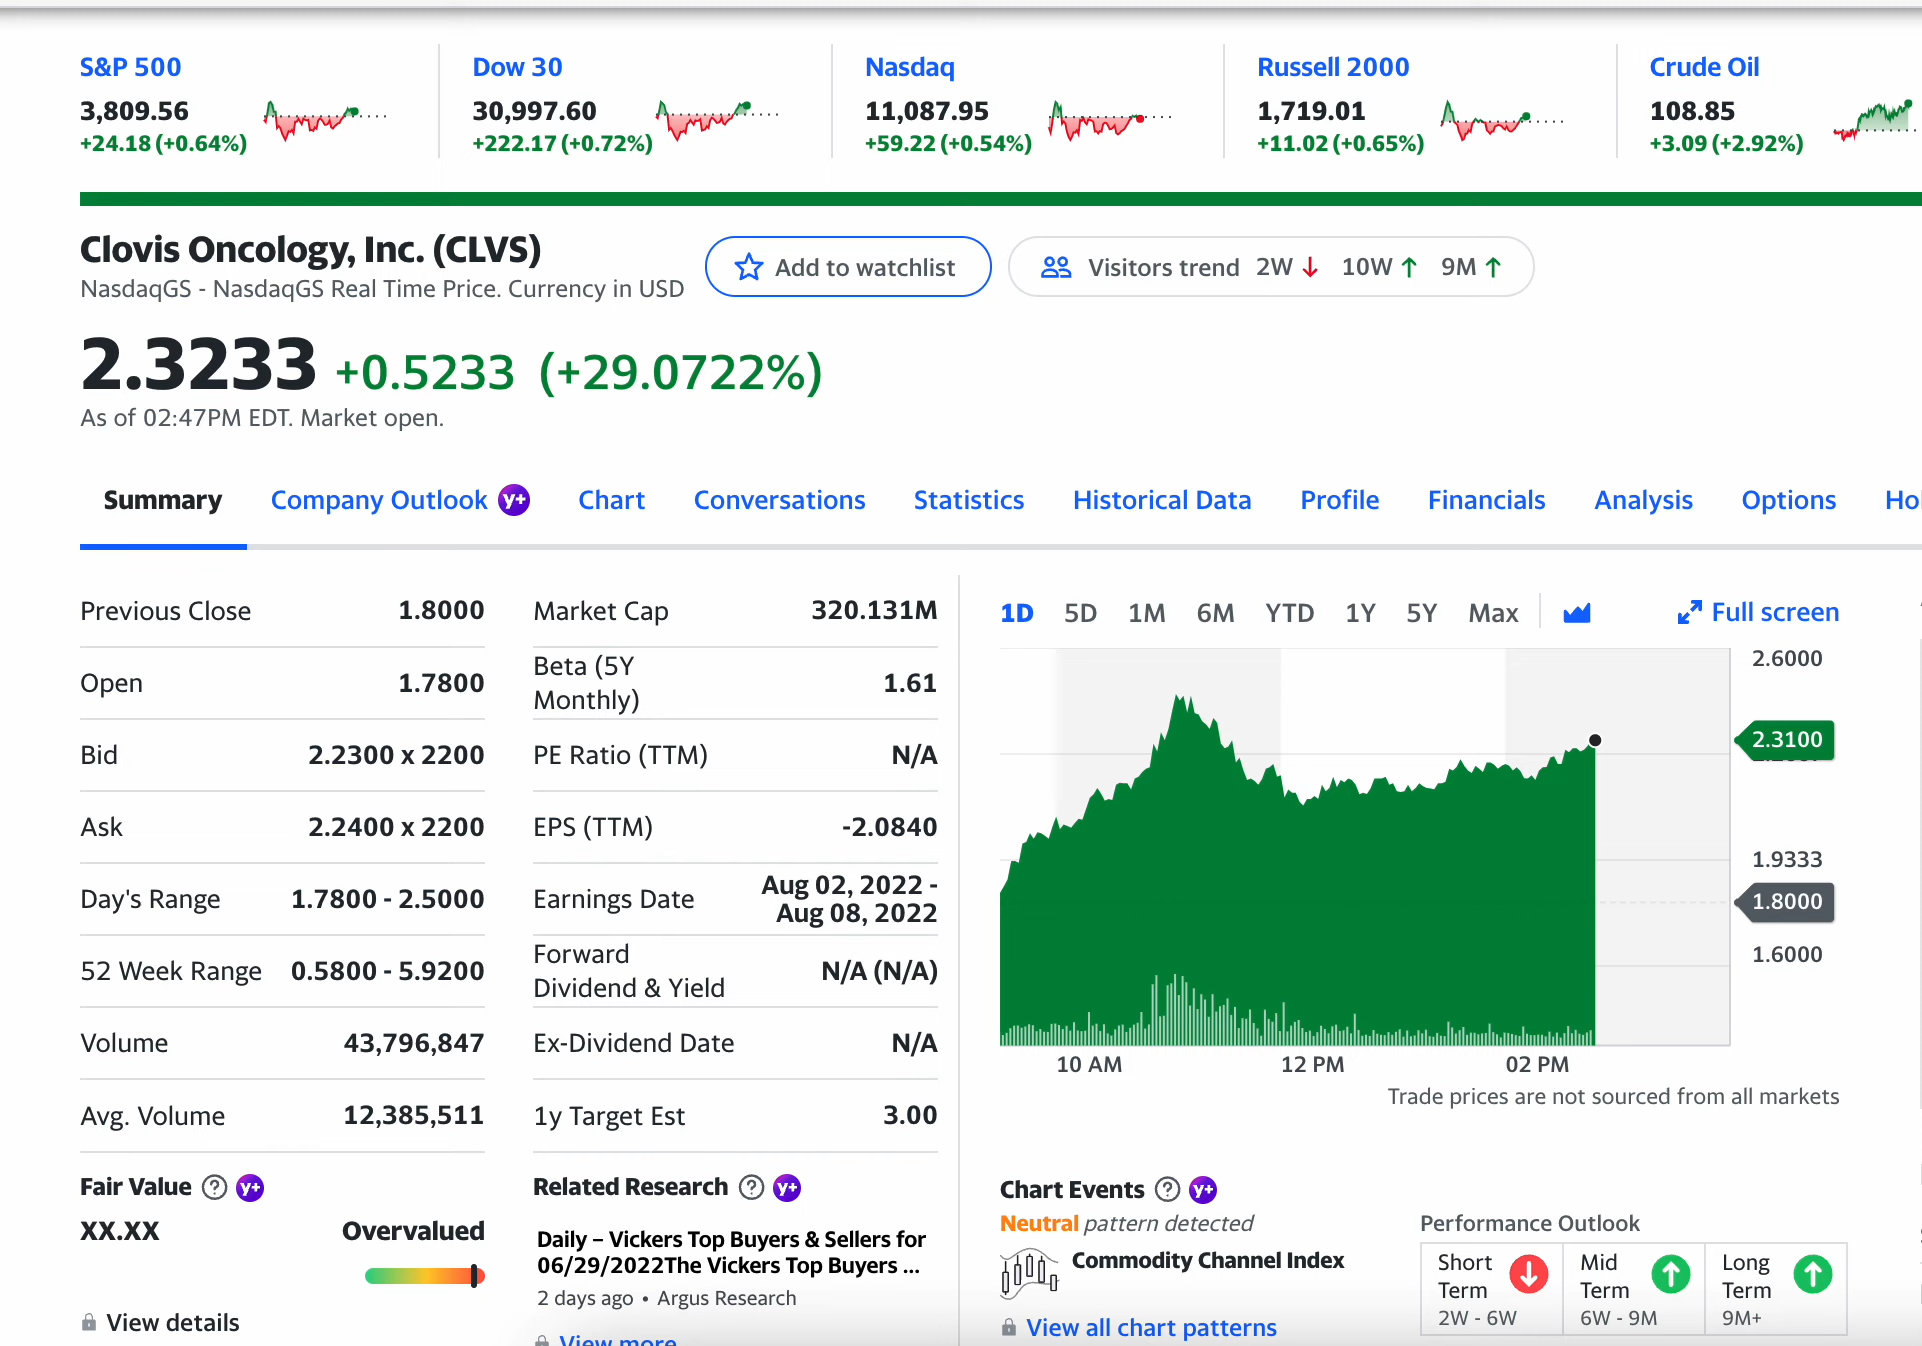 S&P 500
3,809.56
+24.18 (+0.64%)
Dow 30
30,997.60
+222.17 (+0.72%)
Nasdaq
11,087.95
+59.22 (+0.54%)
Russell 2000
1,719.01
+11.02 (+0.65%)
Crude Oil
108.85
+3.09 (+2.92%)
Clovis Oncology, Inc. (CLVS)
NasdaqGS - NasdaqGS Real Time Price. Currency in USD
Add to watchlist
Visitors trend 2W 10W 9M
2.3233 +0.5233 (+29.0722%)
As of 02:47PM EDT. Market open.
Summary Company Outlook y+ Chart Conversations Statistics Historical Data Profile Financials Analysis Options
Previous Close 1.8000
Open 1.7800
Bid 2.2300 x 2200
Ask 2.2400 x 2200
Day's Range 1.7800 - 2.5000
52 Week Range 0.5800 - 5.9200
Volume 43,796,847
Avg. Volume 12,385,511
Market Cap 320.131M
Beta (5Y
Monthly) 1.61
PE Ratio (TTM) N/A
EPS (TTM) -2.0840
Earnings Date Aug 02, 2022 -
Aug 08, 2022
Forward
Dividend & Yield N/A (N/A)
Ex-Dividend Date N/A
1y Target Est 3.00
1D 5D 1M 6M YTD 1Y 5Y Max Full screen
2.6000
2.3100
1.9333
1.8000
1.6000
10 AM 12 PM 02 PM
Trade prices are not sourced from all markets
Fair Value ? y+
XX.XX Overvalued
View details
Related Research ? y+
Daily – Vickers Top Buyers & Sellers for
06/29/2022The Vickers Top Buyers ...
2 days ago • Argus Research
View more
Chart Events ? y+
Neutral pattern detected
Commodity Channel Index
View all chart patterns
Performance Outlook
Short
Term
2W - 6W
Mid
Term
6W - 9M
Long
Term
9M+